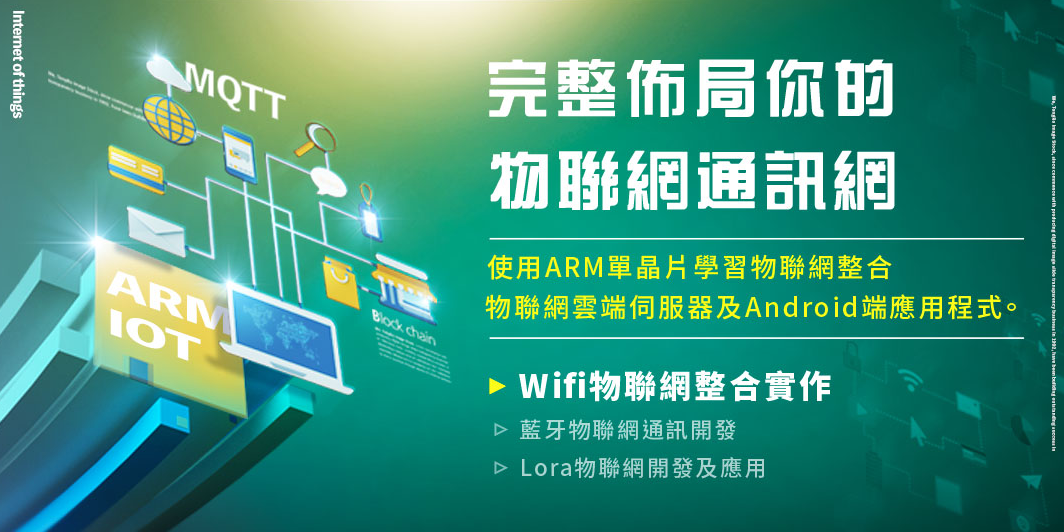 Internet of things
MQTT
ARM
IOT
Block chain
完整佈局你的
物聯網通訊網
使用ARM單晶片學習物聯網整合
物聯網雲端伺服器及Android端應用程式。
Wifi物聯網整合實作
藍牙物聯網通訊開發
Lora物聯網開發及應用